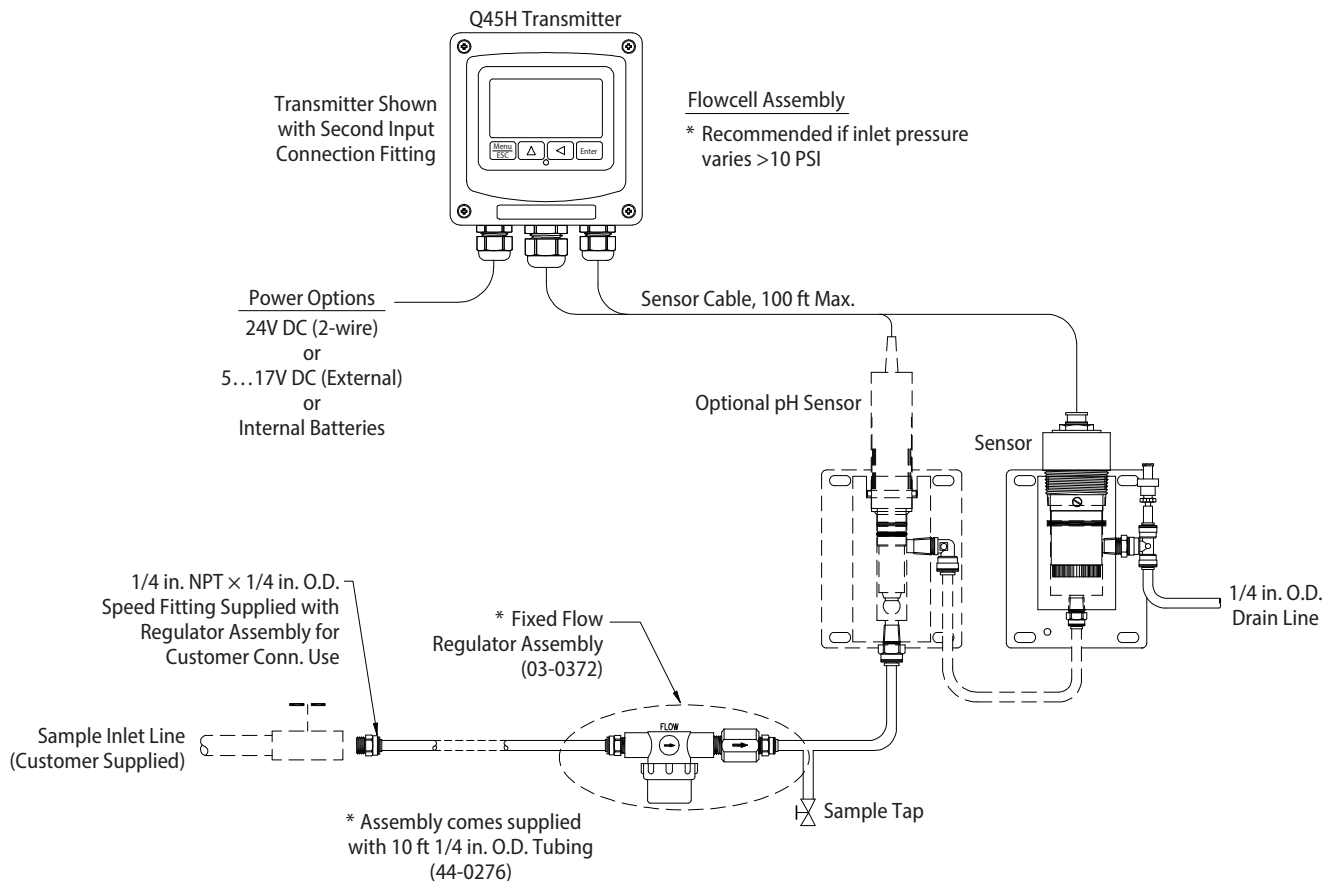 Q45H Transmitter
Transmitter Shown
with Second Input
Connection Fitting
Menu
ESC
Enter
Flowcell Assembly
* Recommended if inlet pressure
varies >10 PSI
Power Options
24V DC (2-wire)
or
5…17V DC (External)
or
Internal Batteries
Sensor Cable, 100 ft Max.
Optional pH Sensor
Sensor
1/4 in. O.D.
Drain Line
1/4 in. NPT × 1/4 in. O.D.
Speed Fitting Supplied with
Regulator Assembly for
Customer Conn. Use
* Fixed Flow
Regulator Assembly
(03-0372)
FLOW
Sample Inlet Line
(Customer Supplied)
Sample Tap
* Assembly comes supplied
with 10 ft 1/4 in. O.D. Tubing
(44-0276)